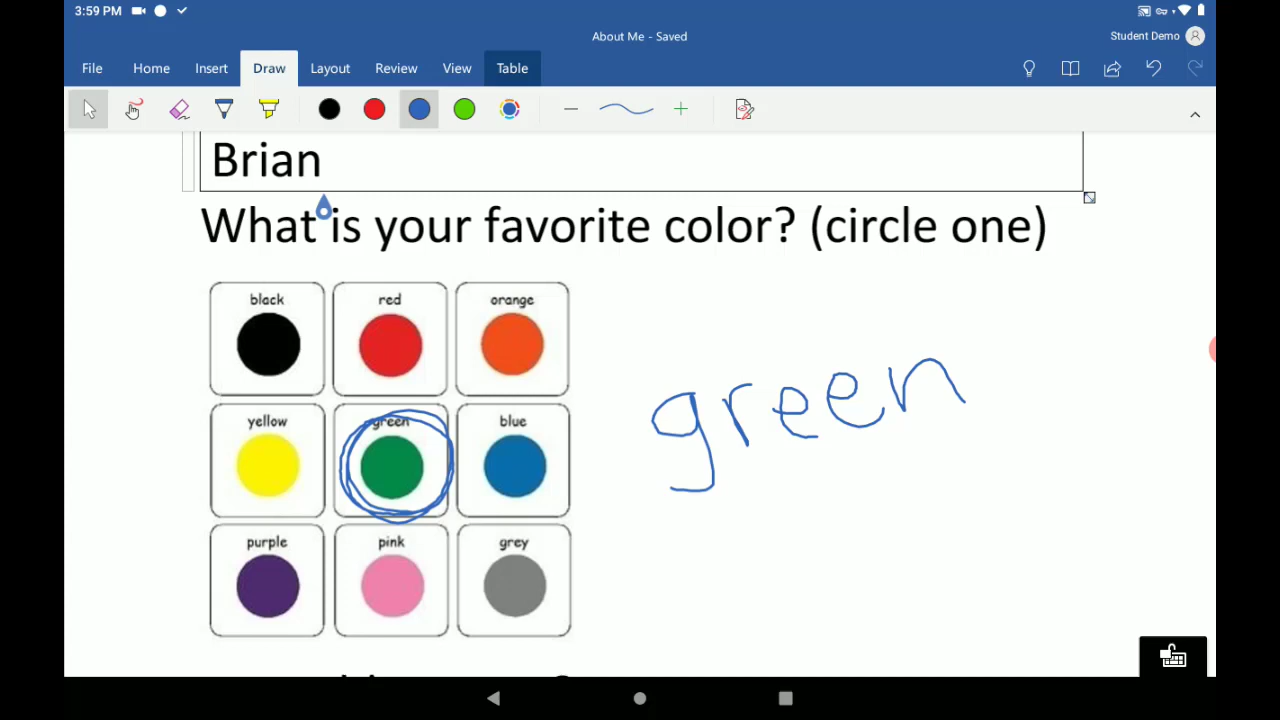 3:59 PM
About Me - Saved
Student Demo
File Home Insert Draw Layout Review View Table
Brian
What is your favorite color? (circle one)
black red orange
yellow green blue
purple pink grey
green